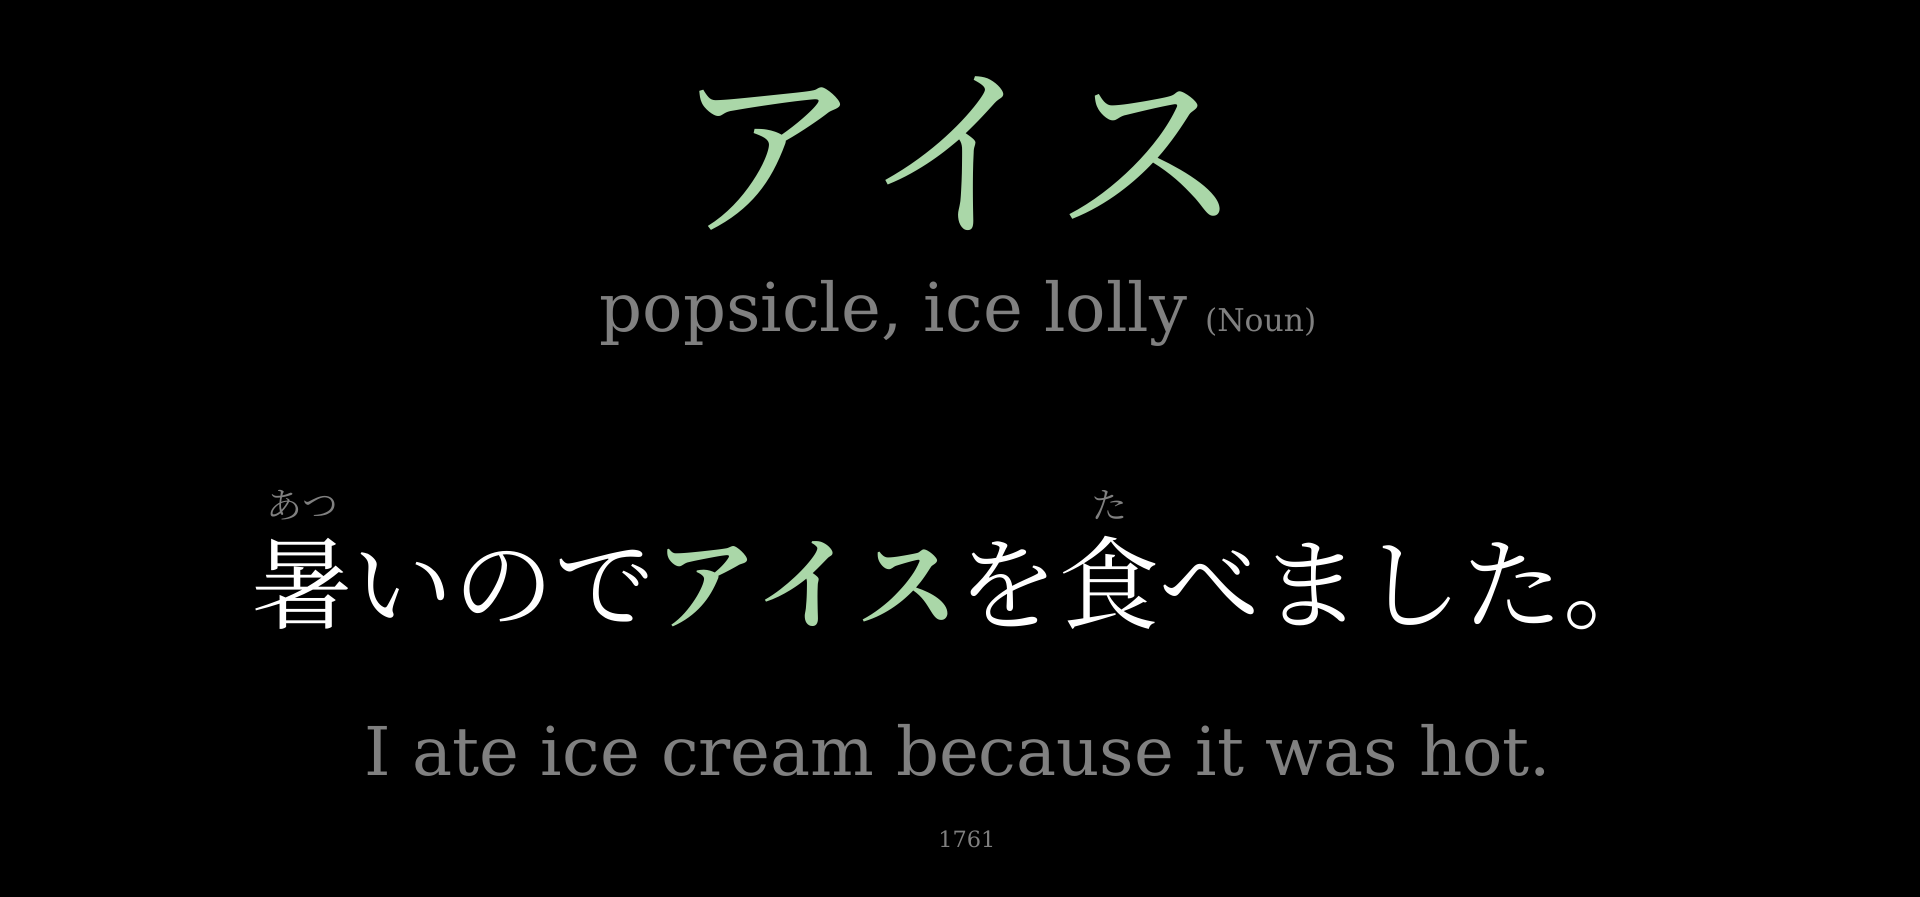 アイス
popsicle, ice lolly (Noun)
あつ た
暑いのでアイスを食べました。
I ate ice cream because it was hot.
1761